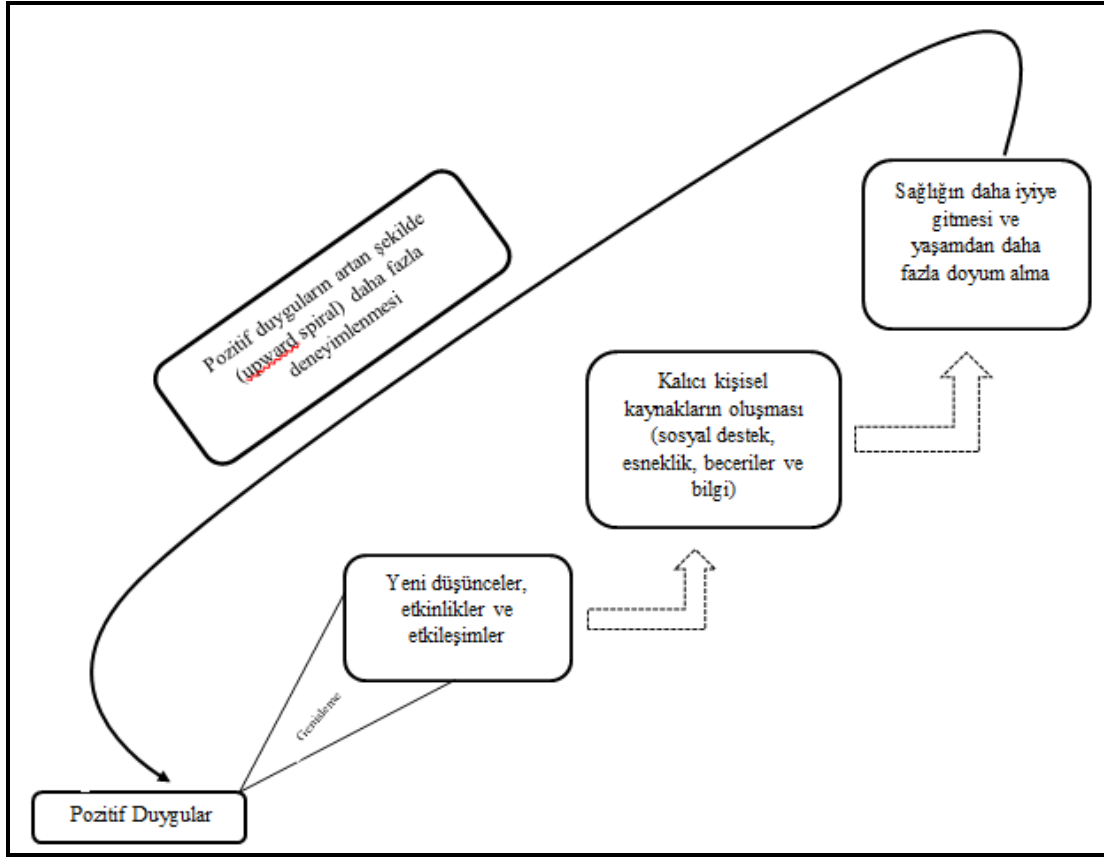 Sağlığın daha iyiye
gitmesi ve
yaşamdan daha
fazla doyum alma
Pozitif duyguların artan şekilde
(upward spiral) daha fazla
deneyimlenmesi
Kalıcı kişisel
kaynakların oluşması
(sosyal destek,
esneklik, beceriler ve
bilgi)
Yeni düşünceler,
etkinlikler ve
etkileşimler
Genişleme
Pozitif Duygular